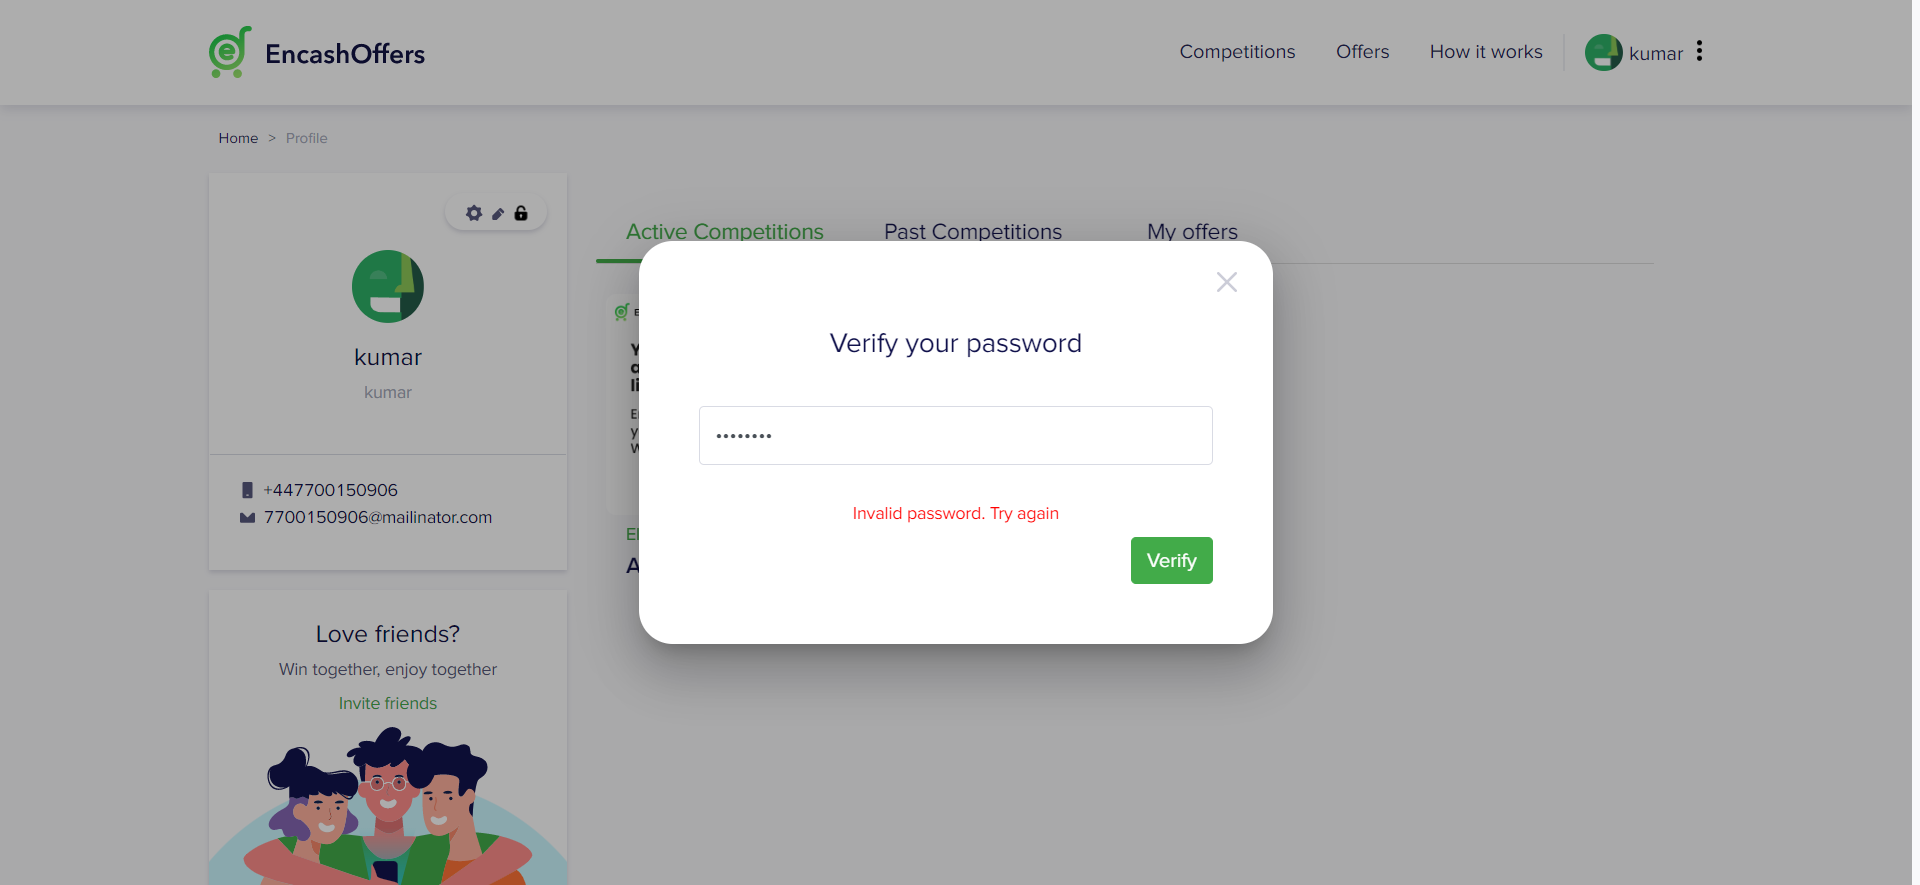 EncashOffers
Competitions
Offers
How it works
kumar
Home > Profile
Active Competitions
Past Competitions
My offers
kumar
kumar
+447700150906
7700150906@mailinator.com
Verify your password
••••••••
Invalid password. Try again
Verify
Love friends?
Win together, enjoy together
Invite friends